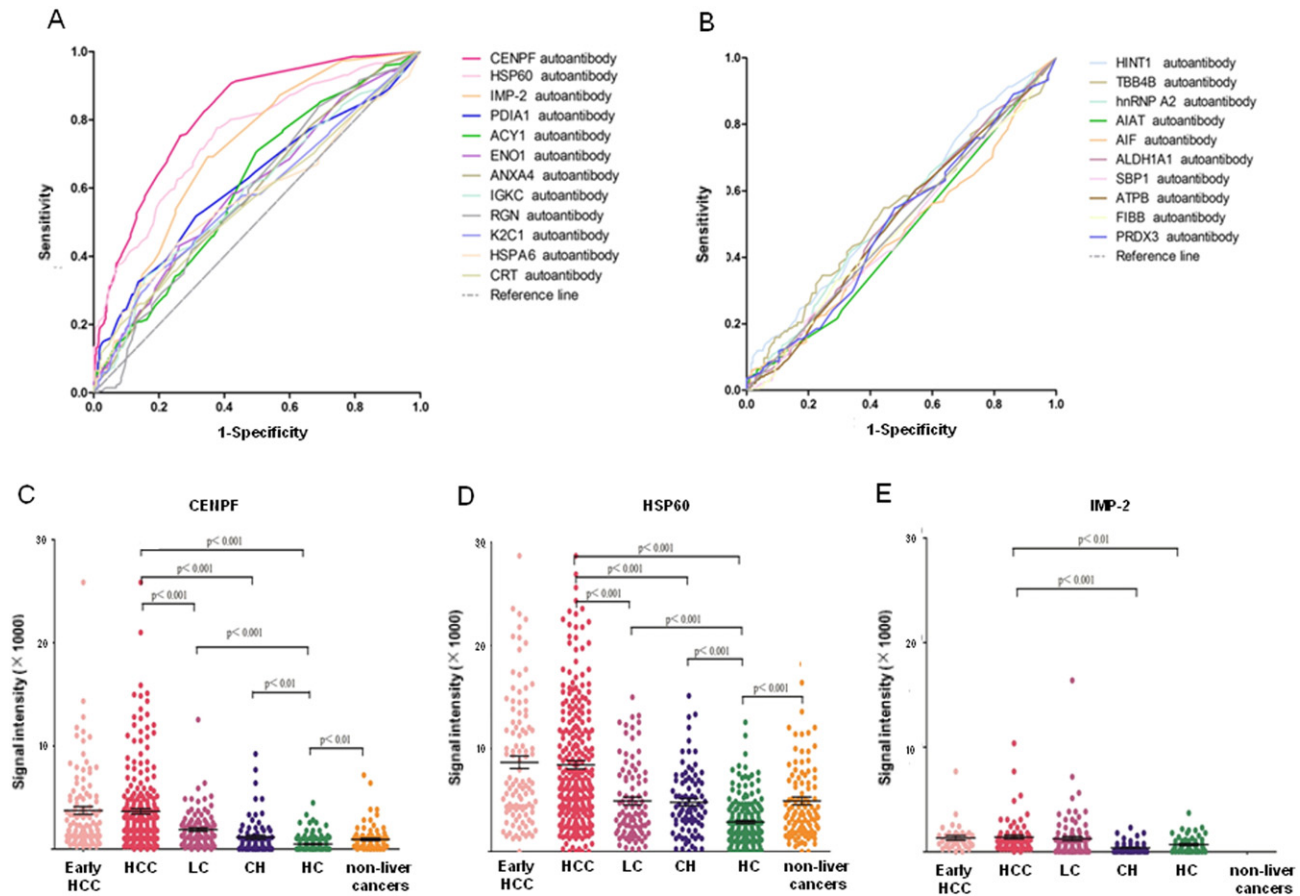 A
1.0
0.8
0.6
0.4
0.2
0.0
Sensitivity
0.0 0.2 0.4 0.6 0.8 1.0
1-Specificity
CENPF autoantibody
HSP60 autoantibody
IMP-2 autoantibody
PDIA1 autoantibody
ACY1 autoantibody
ENO1 autoantibody
ANXA4 autoantibody
IGKC autoantibody
RGN autoantibody
K2C1 autoantibody
HSPA6 autoantibody
CRT autoantibody
Reference line
B
1.0
0.8
0.6
0.4
0.2
0.0
Sensitivity
0.0 0.2 0.4 0.6 0.8 1.0
1-Specificity
HINT1 autoantibody
TBB4B autoantibody
hnRNP A2 autoantibody
AIAT autoantibody
AIF autoantibody
ALDH1A1 autoantibody
SBP1 autoantibody
ATPB autoantibody
FIBB autoantibody
PRDX3 autoantibody
Reference line
C
CENPF
30
20
10
Signal intensity (×1000)
p< 0.001
p< 0.001
p< 0.001
p< 0.001
p< 0.01
p< 0.01
Early HCC LC CH HC non-liver
HCC cancers
D
HSP60
30
20
10
0
Signal intensity (×1000)
p< 0.001
p< 0.001
p< 0.001
p< 0.001
p< 0.001
p< 0.001
Early HCC LC CH HC non-liver
HCC cancers
E
IMP-2
30
20
10
0
Signal intensity (×1000)
p< 0.01
p< 0.001
Early HCC LC CH HC non-liver
HCC cancers